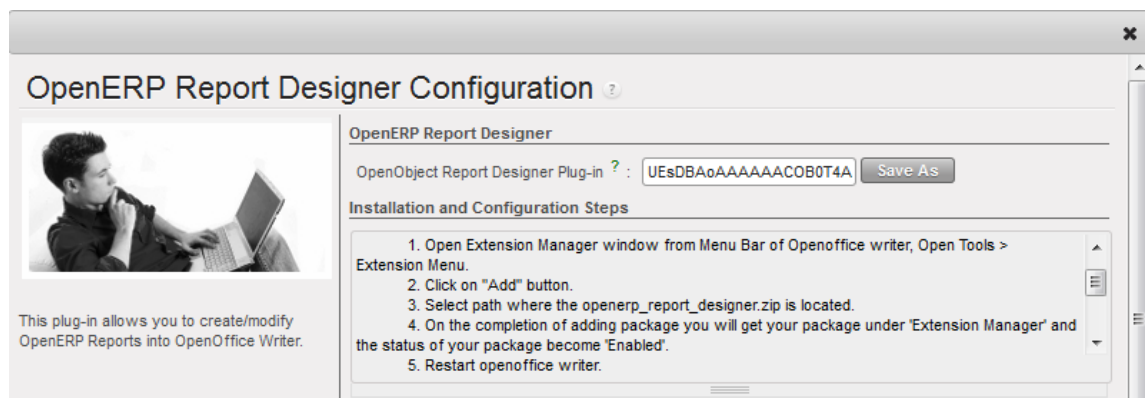 OpenERP Report Designer Configuration ?
OpenERP Report Designer
OpenObject Report Designer Plug-in ? : UEsDBAoAAAAAACOB0T4A Save As
Installation and Configuration Steps
1. Open Extension Manager window from Menu Bar of Openoffice writer, Open Tools >
Extension Menu.
2. Click on "Add" button.
3. Select path where the openerp_report_designer.zip is located.
4. On the completion of adding package you will get your package under 'Extension Manager' and
the status of your package become 'Enabled'.
5. Restart openoffice writer.
This plug-in allows you to create/modify
OpenERP Reports into OpenOffice Writer.